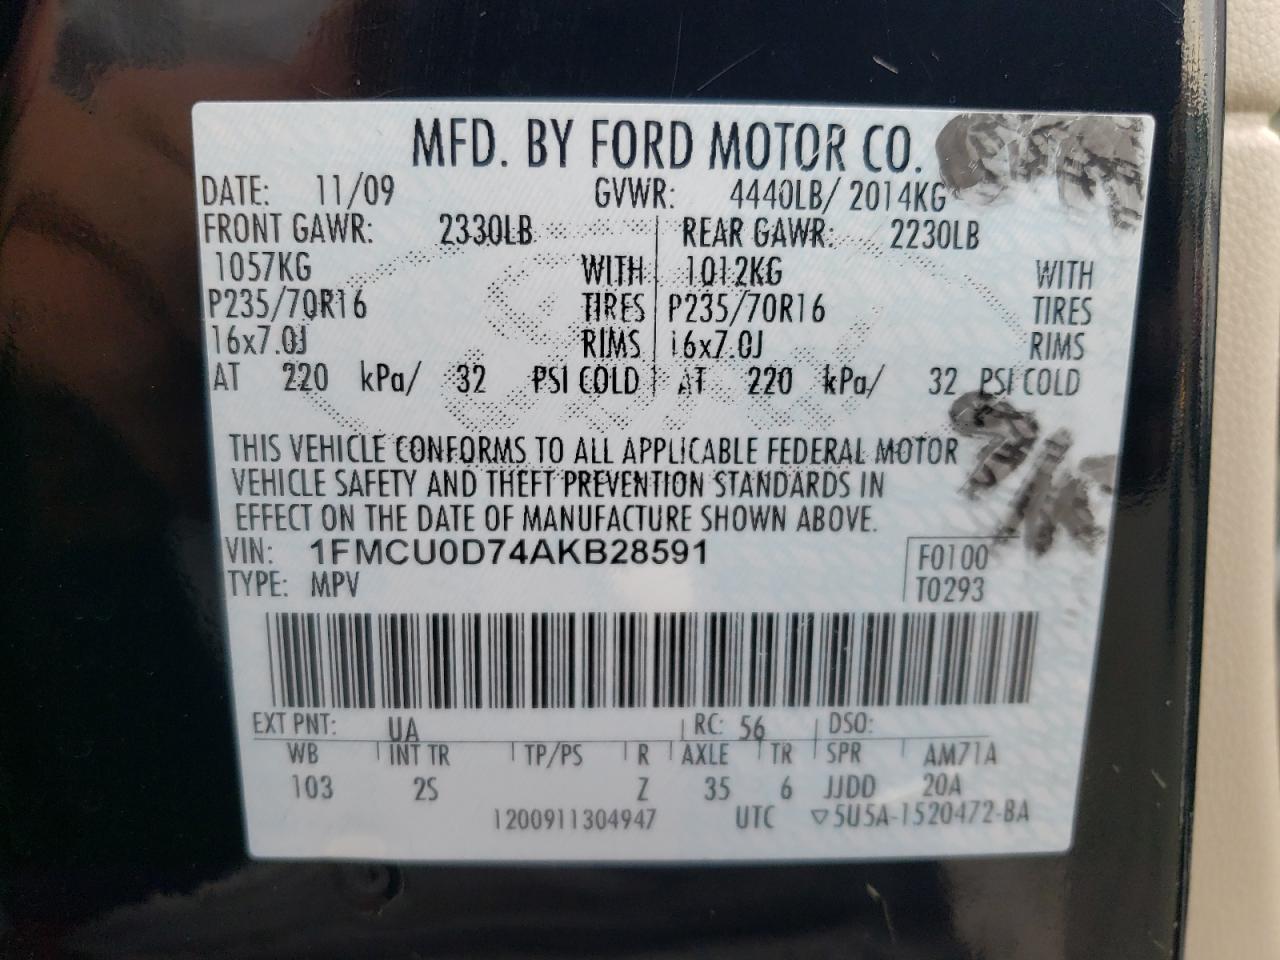 MFD. BY FORD MOTOR CO.
DATE: 11/09 GVWR: 4440LB/ 2014KG
FRONT GAWR: 2330LB REAR GAWR: 2230LB
1057KG WITH 1012KG WITH
P235/70R16 TIRES P235/70R16 TIRES
16x7.0J RIMS 16x7.0J RIMS
AT 220 kPa/ 32 PSI COLD AT 220 kPa/ 32 PSI COLD
THIS VEHICLE CONFORMS TO ALL APPLICABLE FEDERAL MOTOR
VEHICLE SAFETY AND THEFT PREVENTION STANDARDS IN
EFFECT ON THE DATE OF MANUFACTURE SHOWN ABOVE.
VIN: 1FMCU0D74AKB28591 F0100
TYPE: MPV T0293
EXT PNT: UA RC: 56 DSO:
WB INT TR TP/PS R AXLE TR SPR AM71A
103 2S Z 35 6 JJDD 20A
1200911304947 UTC ▽5U5A-1520472-BA